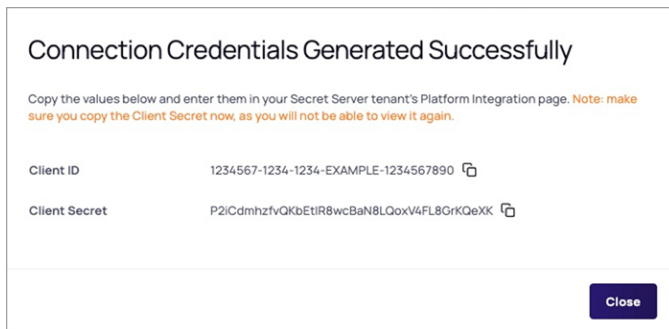 Connection Credentials Generated Successfully
Copy the values below and enter them in your Secret Server tenant's Platform Integration page. Note: make
sure you copy the Client Secret now, as you will not be able to view it again.
Client ID 1234567-1234-1234-EXAMPLE-1234567890
Client Secret P2iCdmhzfvQKbEtIR8wcBaN8LQoxV4FL8GrKQeXK
Close